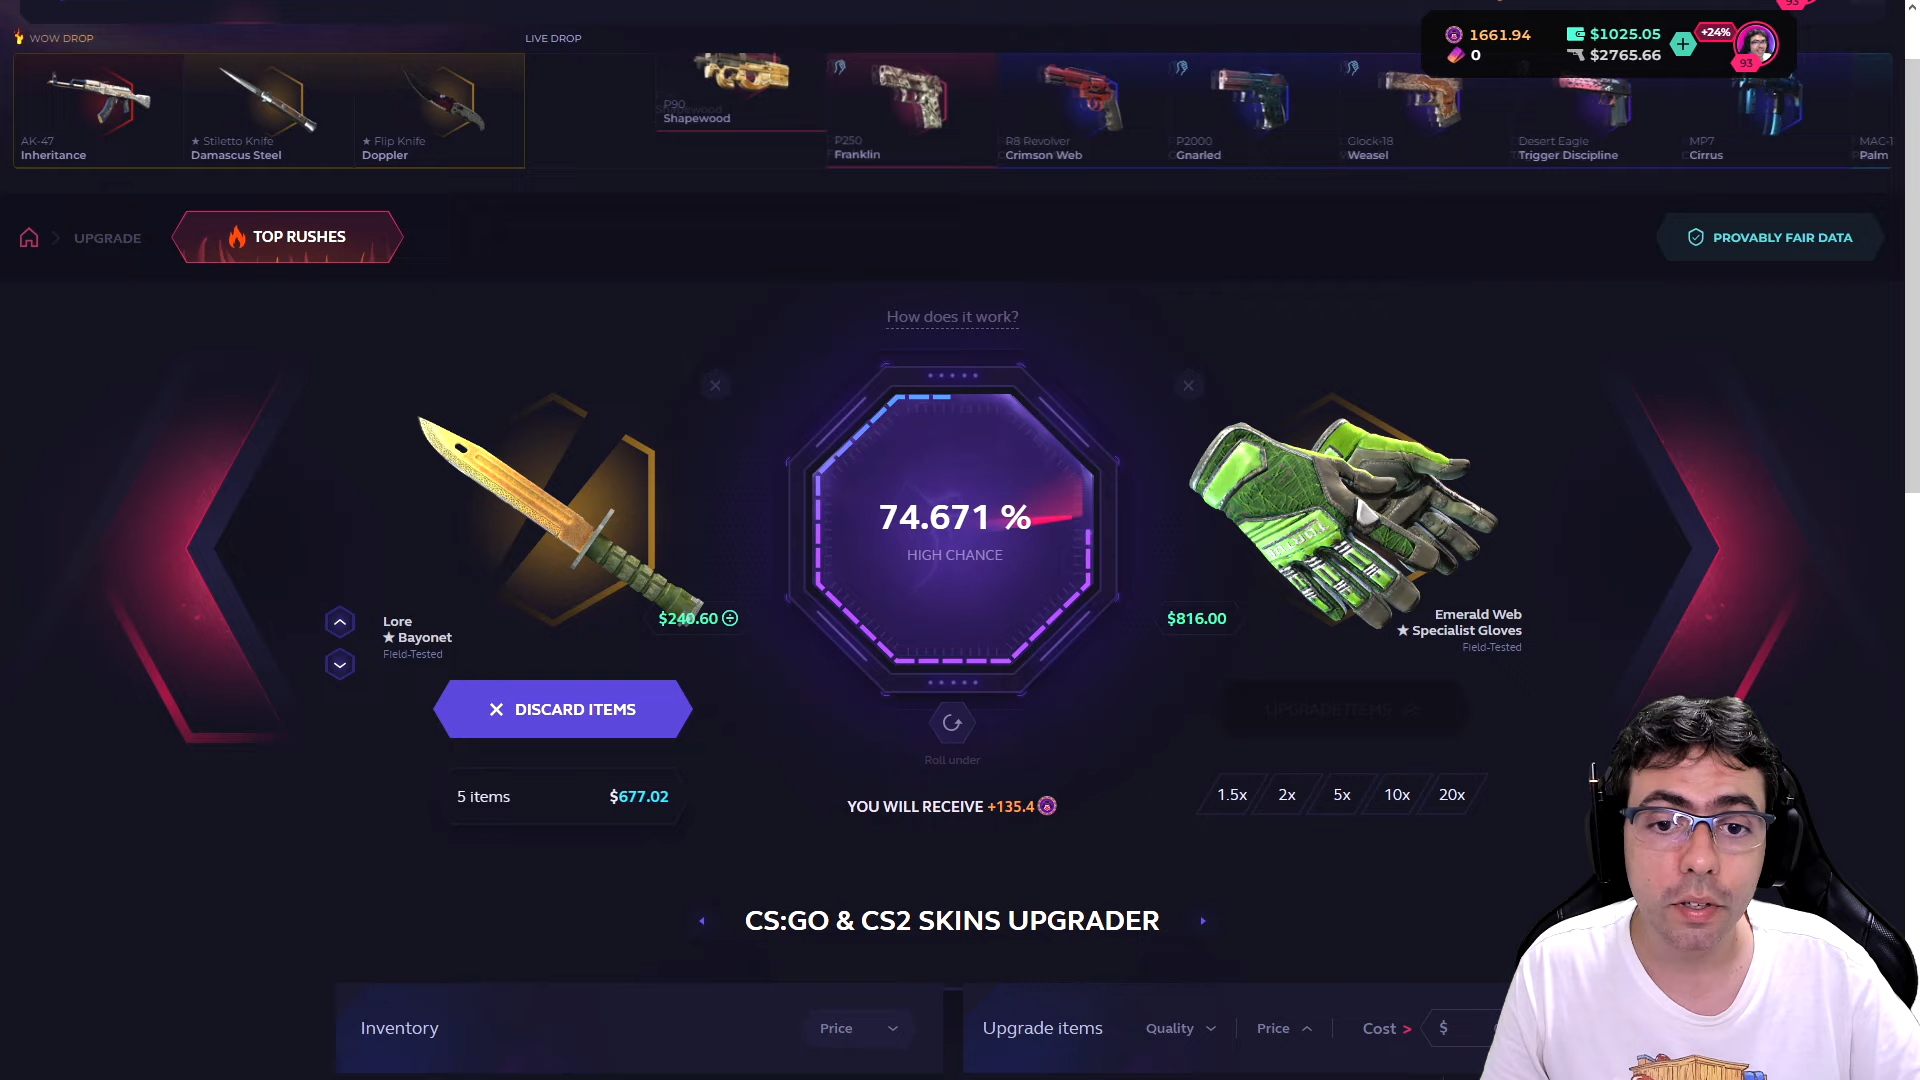 WOW DROP
LIVE DROP
1661.94
$1025.05
+24%
0
$2765.66
93
AK-47
Inheritance
★ Stiletto Knife
Damascus Steel
★ Flip Knife
Doppler
P90
Shapewood
P250
Franklin
R8 Revolver
Crimson Web
P2000
Gnarled
Glock-18
Weasel
Desert Eagle
Trigger Discipline
MP7
Cirrus
MAC-1
Palm
UPGRADE
TOP RUSHES
PROVABLY FAIR DATA
How does it work?
74.671 %
HIGH CHANCE
Lore
★ Bayonet
Field-Tested
$240.60
$816.00
Emerald Web
★ Specialist Gloves
Field-Tested
DISCARD ITEMS
UPGRADE ITEMS
Roll under
5 items
$677.02
YOU WILL RECEIVE +135.4
1.5x
2x
5x
10x
20x
CS:GO & CS2 SKINS UPGRADER
Inventory
Price
Upgrade items
Quality
Price
Cost >
$